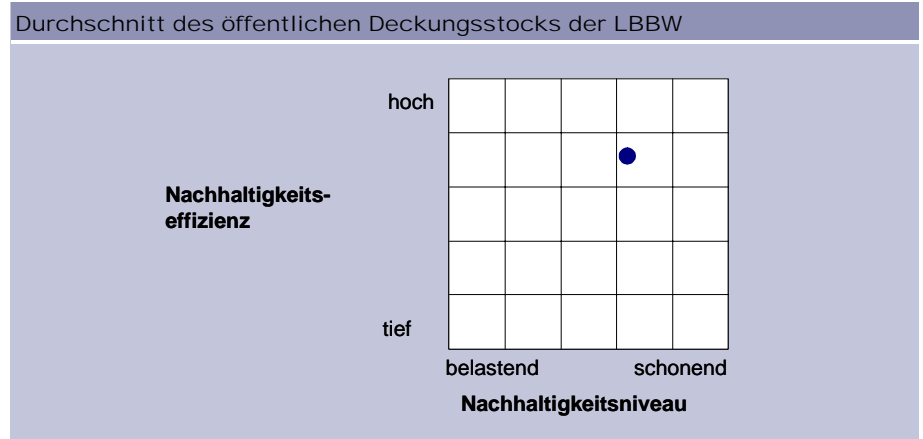 Durchschnitt des öffentlichen Deckungsstocks der LBBW
hoch
Nachhaltigkeits-
effizienz
tief
belastend schonend
Nachhaltigkeitsniveau